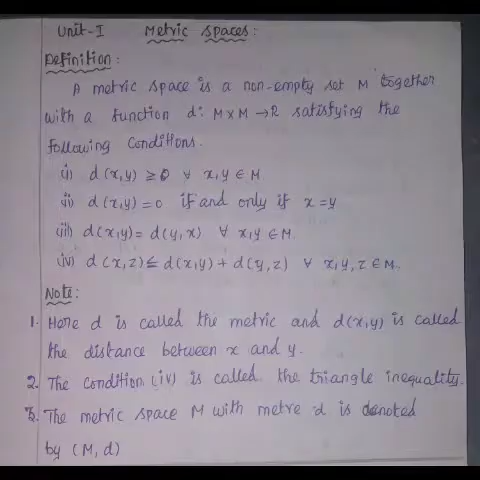 Unit-I Metric spaces:
Definition:
A metric space is a non-empty set M together
with a function d: M×M→R satisfying the
following conditions.
(i) d(x,y) ≥ 0 ∀ x,y ∈ M
(ii) d(x,y) = 0 if and only if x = y
(iii) d(x,y) = d(y,x) ∀ x,y ∈ M.
(iv) d(x,z) ≤ d(x,y) + d(y,z) ∀ x,y,z ∈ M.
Note:
1. Here d is called the metric and d(x,y) is called
the distance between x and y.
2. The condition (iv) is called the triangle inequality.
3. The metric space M with metre d is denoted
by (M,d)